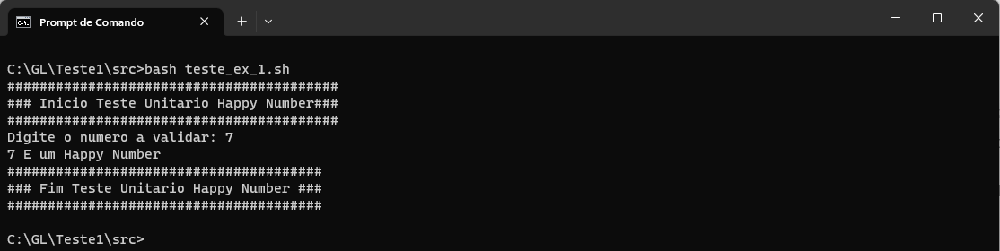 Prompt de Comando
C:\GL\Teste1\src>bash teste_ex_1.sh
#########################################
### Inicio Teste Unitario Happy Number###
#########################################
Digite o numero a validar: 7
7 E um Happy Number
#######################################
### Fim Teste Unitario Happy Number ###
#######################################
C:\GL\Teste1\src>